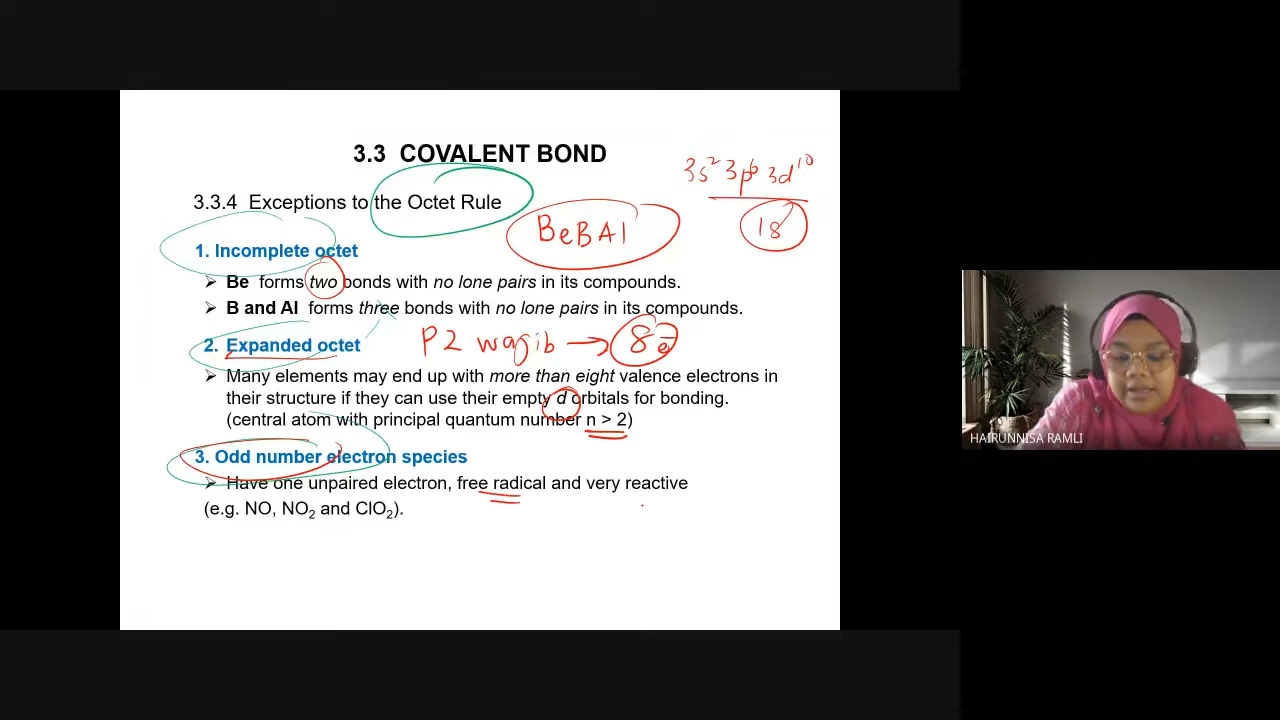 3.3 COVALENT BOND
3s² 3p⁶ 3d¹⁰
18
3.3.4 Exceptions to the Octet Rule
BeBAl
1. Incomplete octet
➢ Be forms two bonds with no lone pairs in its compounds.
➢ B and Al forms three bonds with no lone pairs in its compounds.
2. Expanded octet
P2 wajib → 8e⁻
➢ Many elements may end up with more than eight valence electrons in
their structure if they can use their empty d orbitals for bonding.
(central atom with principal quantum number n > 2)
3. Odd number electron species
➢ Have one unpaired electron, free radical and very reactive
(e.g. NO, NO₂ and ClO₂).
HAIRUNNISA RAMLI